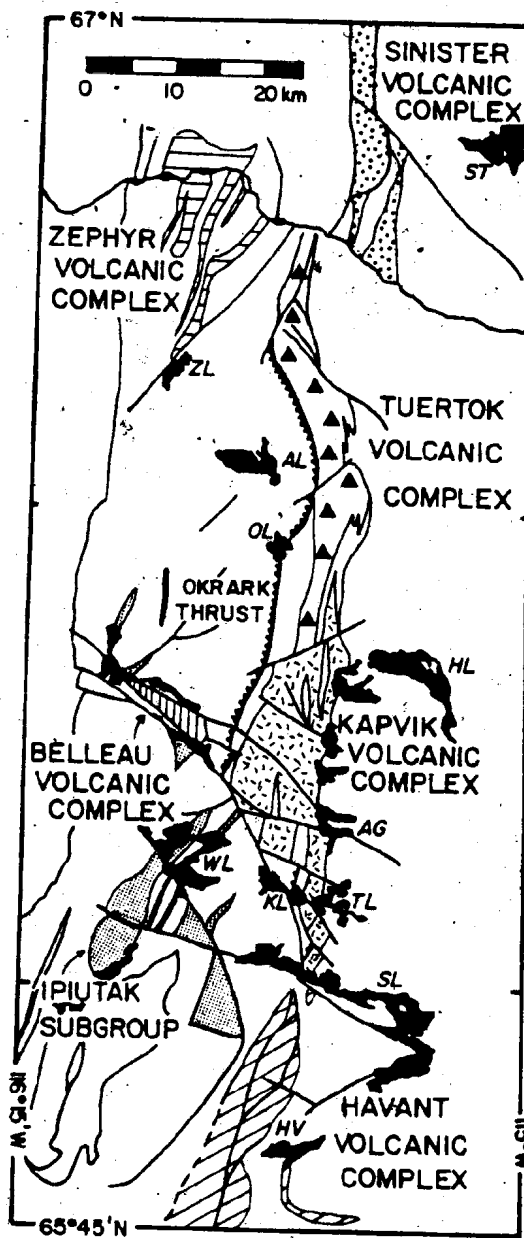 67°N
0 10 20 km
SINISTER
VOLCANIC
COMPLEX
ST
ZEPHYR
VOLCANIC
COMPLEX
ZL
TUERTOK
VOLCANIC
COMPLEX
AL
OL
OKRARK
THRUST
HL
KAPVIK
VOLCANIC
COMPLEX
BELLEAU
VOLCANIC
COMPLEX
AG
WL
KL
TL
SL
IPIUTAK
SUBGROUP
116°15'W
HAVANT
VOLCANIC
COMPLEX
HV
65°45'N